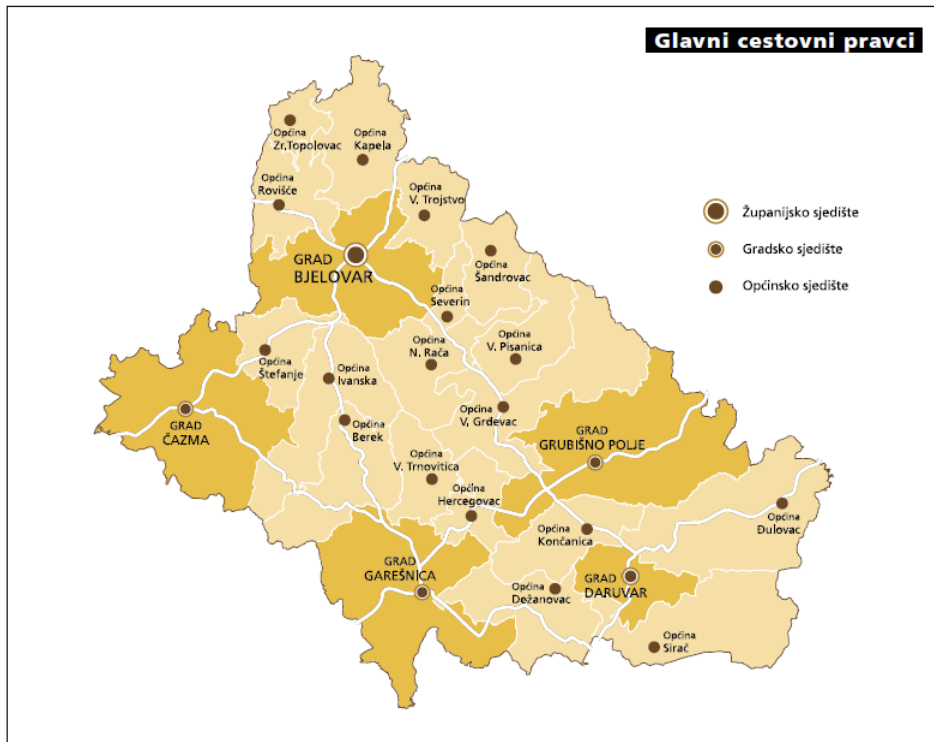 Glavni cestovni pravci
Općina
Zr.Topolovac
Općina
Kapela
Općina
Rovišće
Općina
V. Trojstvo
Županijsko sjedište
Gradsko sjedište
Općinsko sjedište
GRAD
BJELOVAR
Općina
Šandrovac
Općina
Severin
Općina
N. Rača
Općina
V. Pisanica
Općina
Štefanje
Općina
Ivanska
GRAD
ČAZMA
Općina
Berek
Općina
V, Grđevac
GRAD
GRUBIŠNO POLJE
Općina
V. Trnovitica
Općina
Hercegovac
Općina
Končanica
Općina
Đulovac
GRAD
GAREŠNICA
Općina
Dežanovac
GRAD
DARUVAR
Općina
Sirač